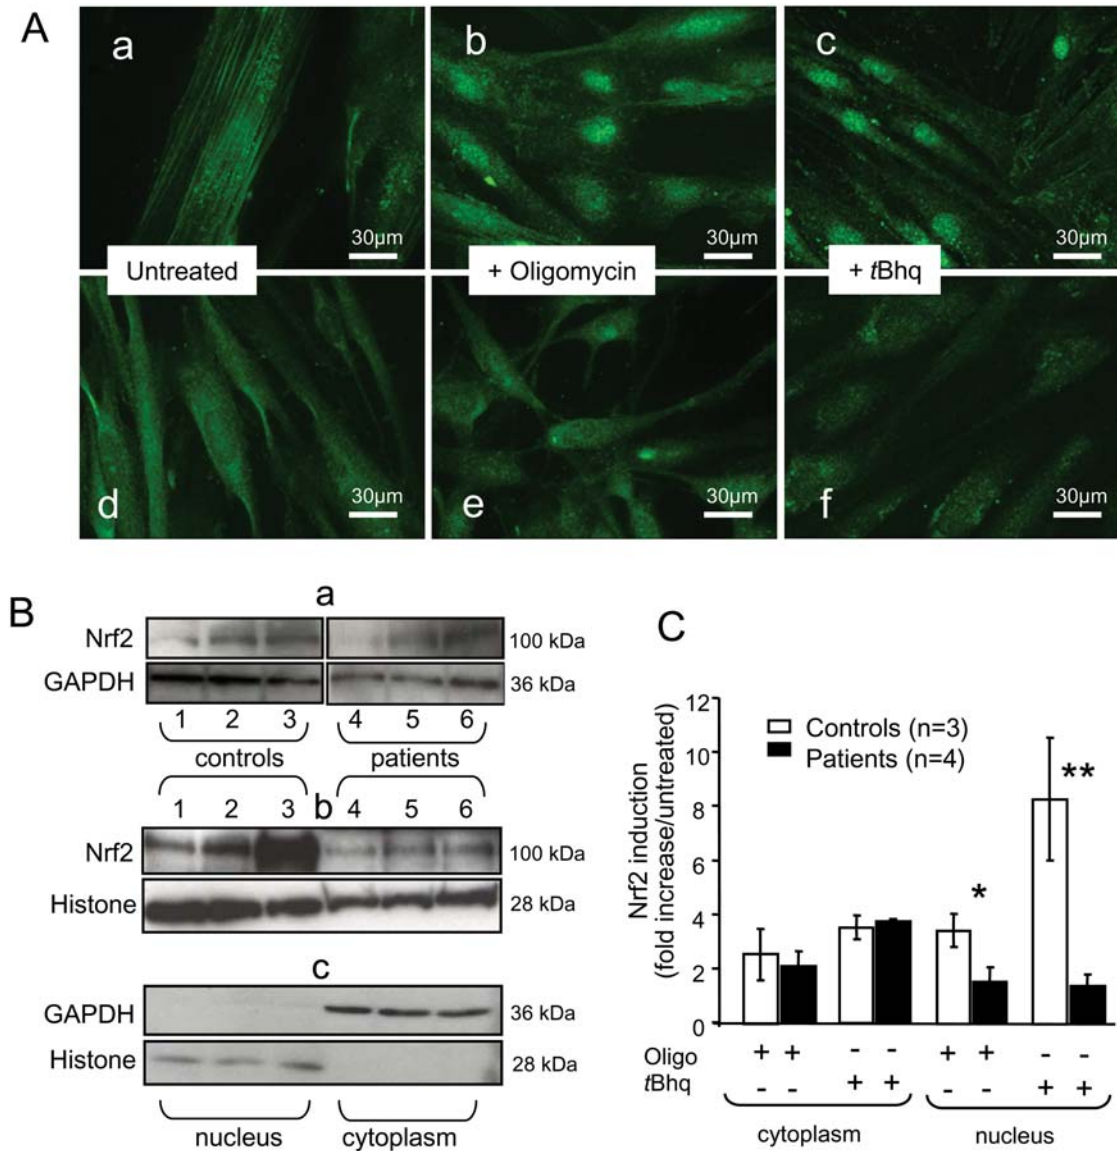 A
a
b
c
30µm
30µm
30µm
Untreated
+ Oligomycin
+ tBhq
30µm
30µm
30µm
d
e
f
B
a
Nrf2
100 kDa
GAPDH
36 kDa
1 2 3 4 5 6
controls patients
1 2 3 b 4 5 6
Nrf2
100 kDa
Histone
28 kDa
c
GAPDH
36 kDa
Histone
28 kDa
nucleus cytoplasm
C
Nrf2 induction
(fold increase/untreated)
12
10
8
6
4
2
0
Controls (n=3)
Patients (n=4)
**
*
Oligo + + - - + + - -
tBhq - - + + - - + +
cytoplasm nucleus